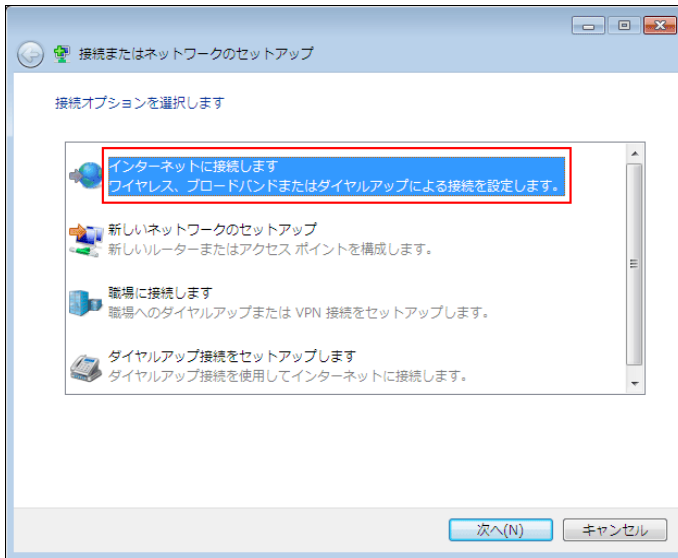 接続またはネットワークのセットアップ
接続オプションを選択します
インターネットに接続します
ワイヤレス、ブロードバンドまたはダイヤルアップによる接続を設定します。
新しいネットワークのセットアップ
新しいルーターまたはアクセス ポイントを構成します。
職場に接続します
職場へのダイヤルアップまたは VPN 接続をセットアップします。
ダイヤルアップ接続をセットアップします
ダイヤルアップ接続を使用してインターネットに接続します。
次へ(N)
キャンセル